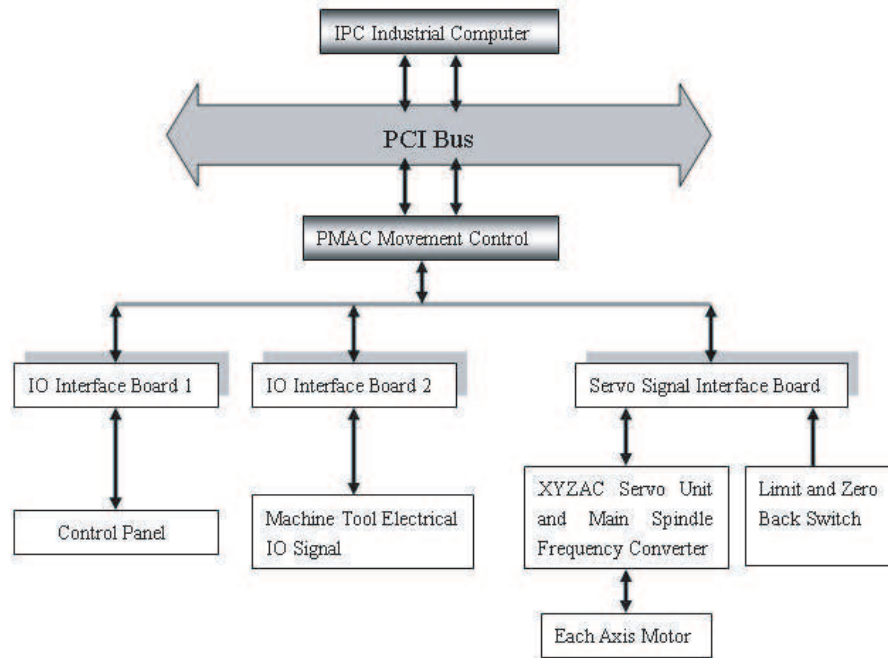 IPC Industrial Computer
PCI Bus
PMAC Movement Control
IO Interface Board 1
IO Interface Board 2
Servo Signal Interface Board
Control Panel
Machine Tool Electrical
IO Signal
XYZAC Servo Unit
and Main Spindle
Frequency Converter
Limit and Zero
Back Switch
Each Axis Motor